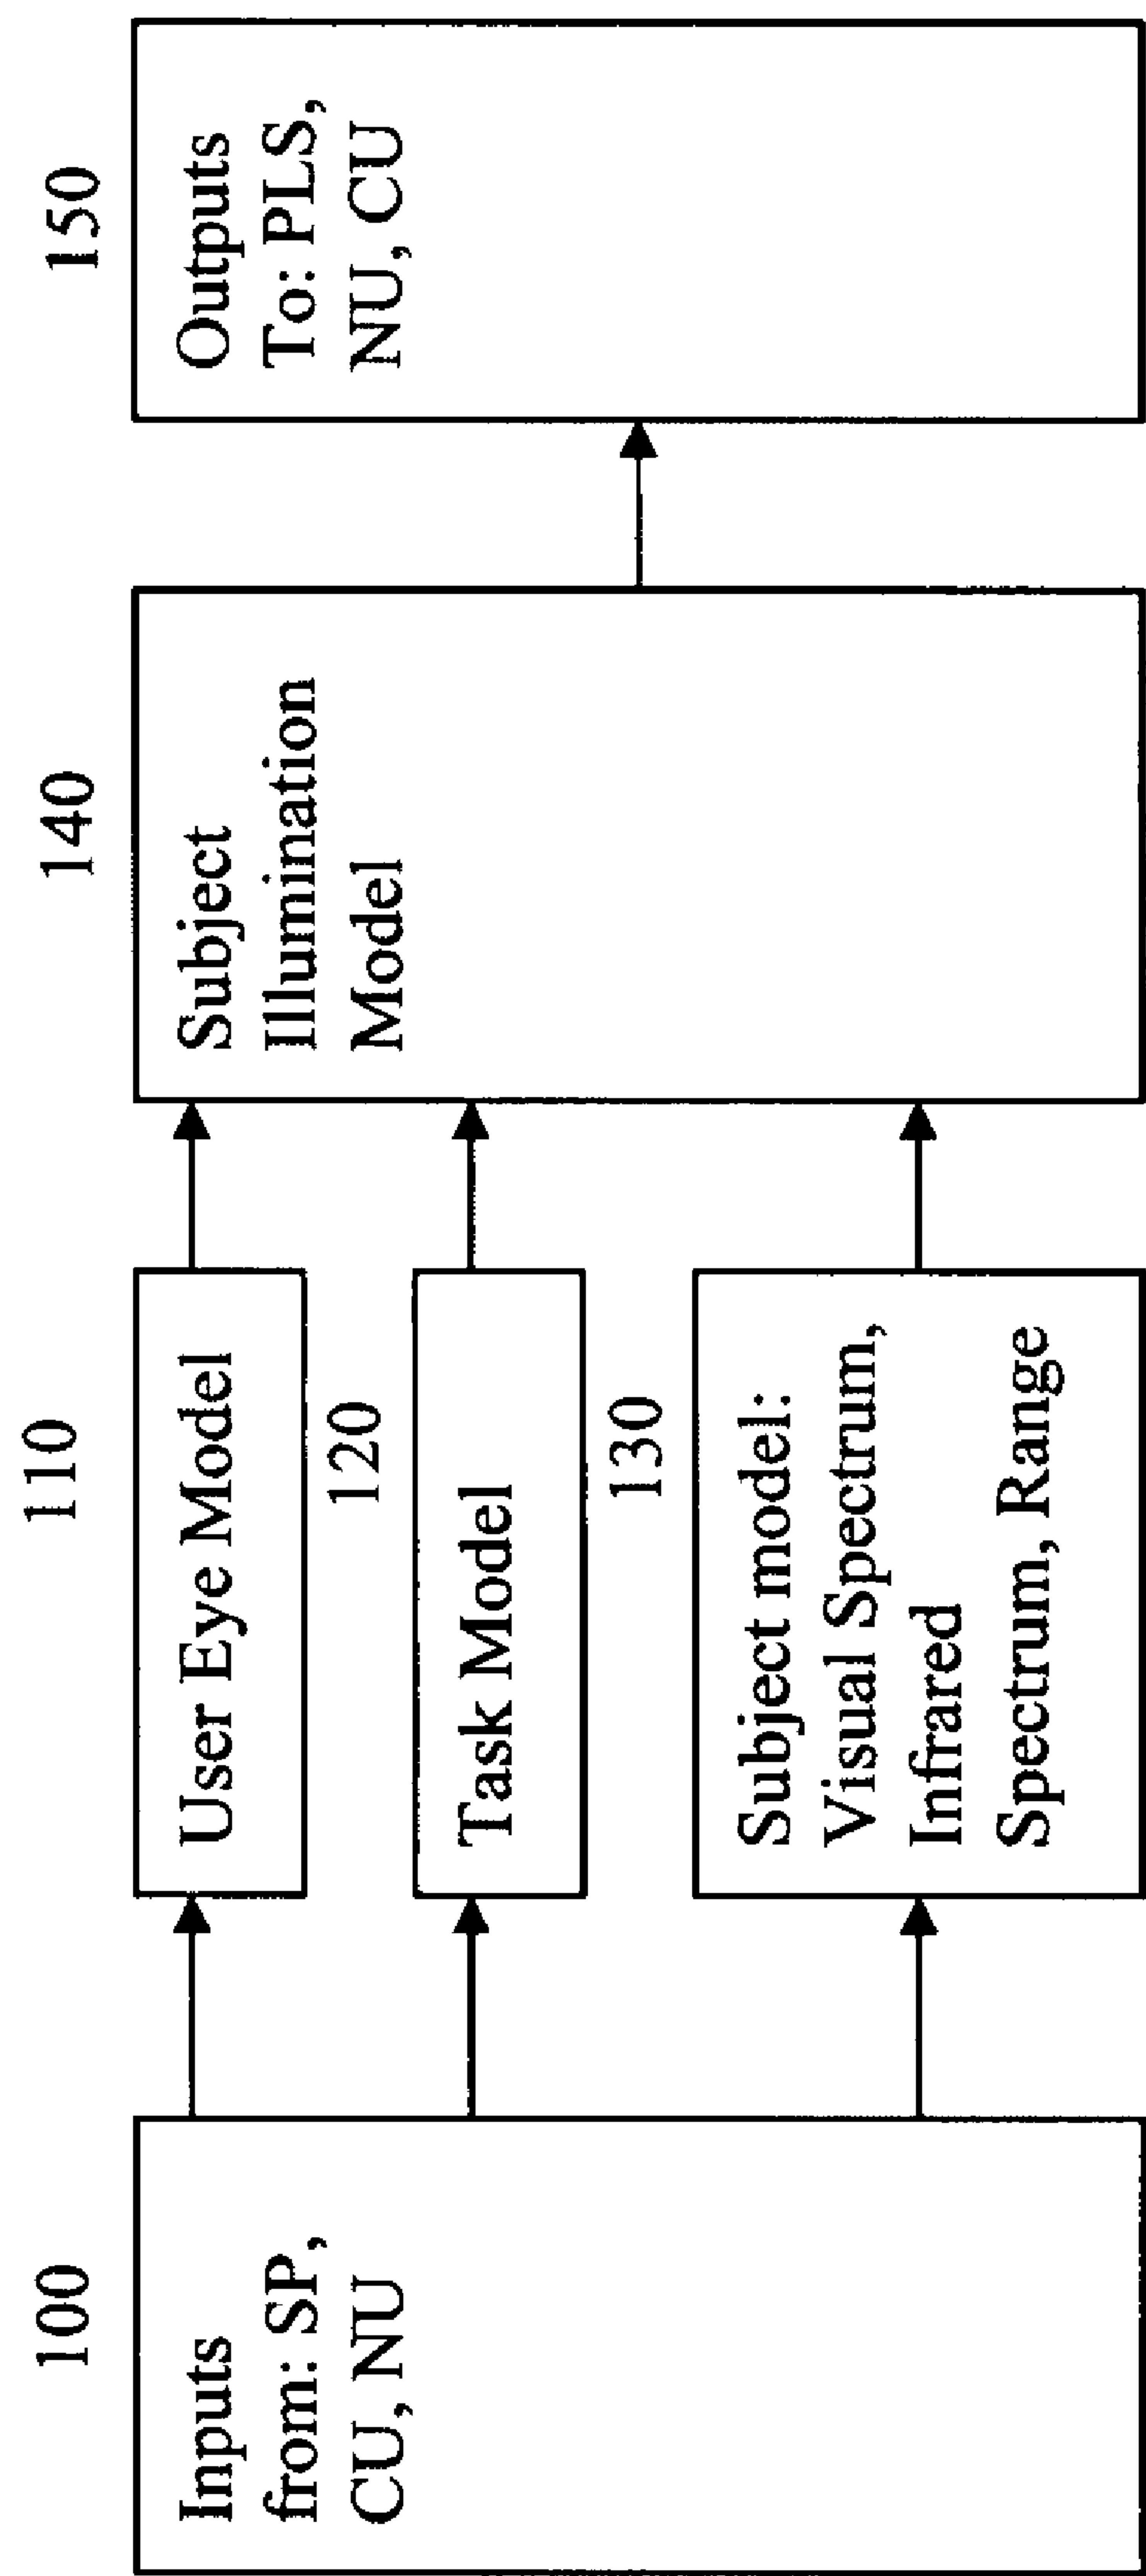 100
Inputs
from: SP,
CU, NU
110
User Eye Model
120
Task Model
130
Subject model:
Visual Spectrum,
Infrared
Spectrum, Range
140
Subject
Illumination
Model
150
Outputs
To: PLS,
NU, CU